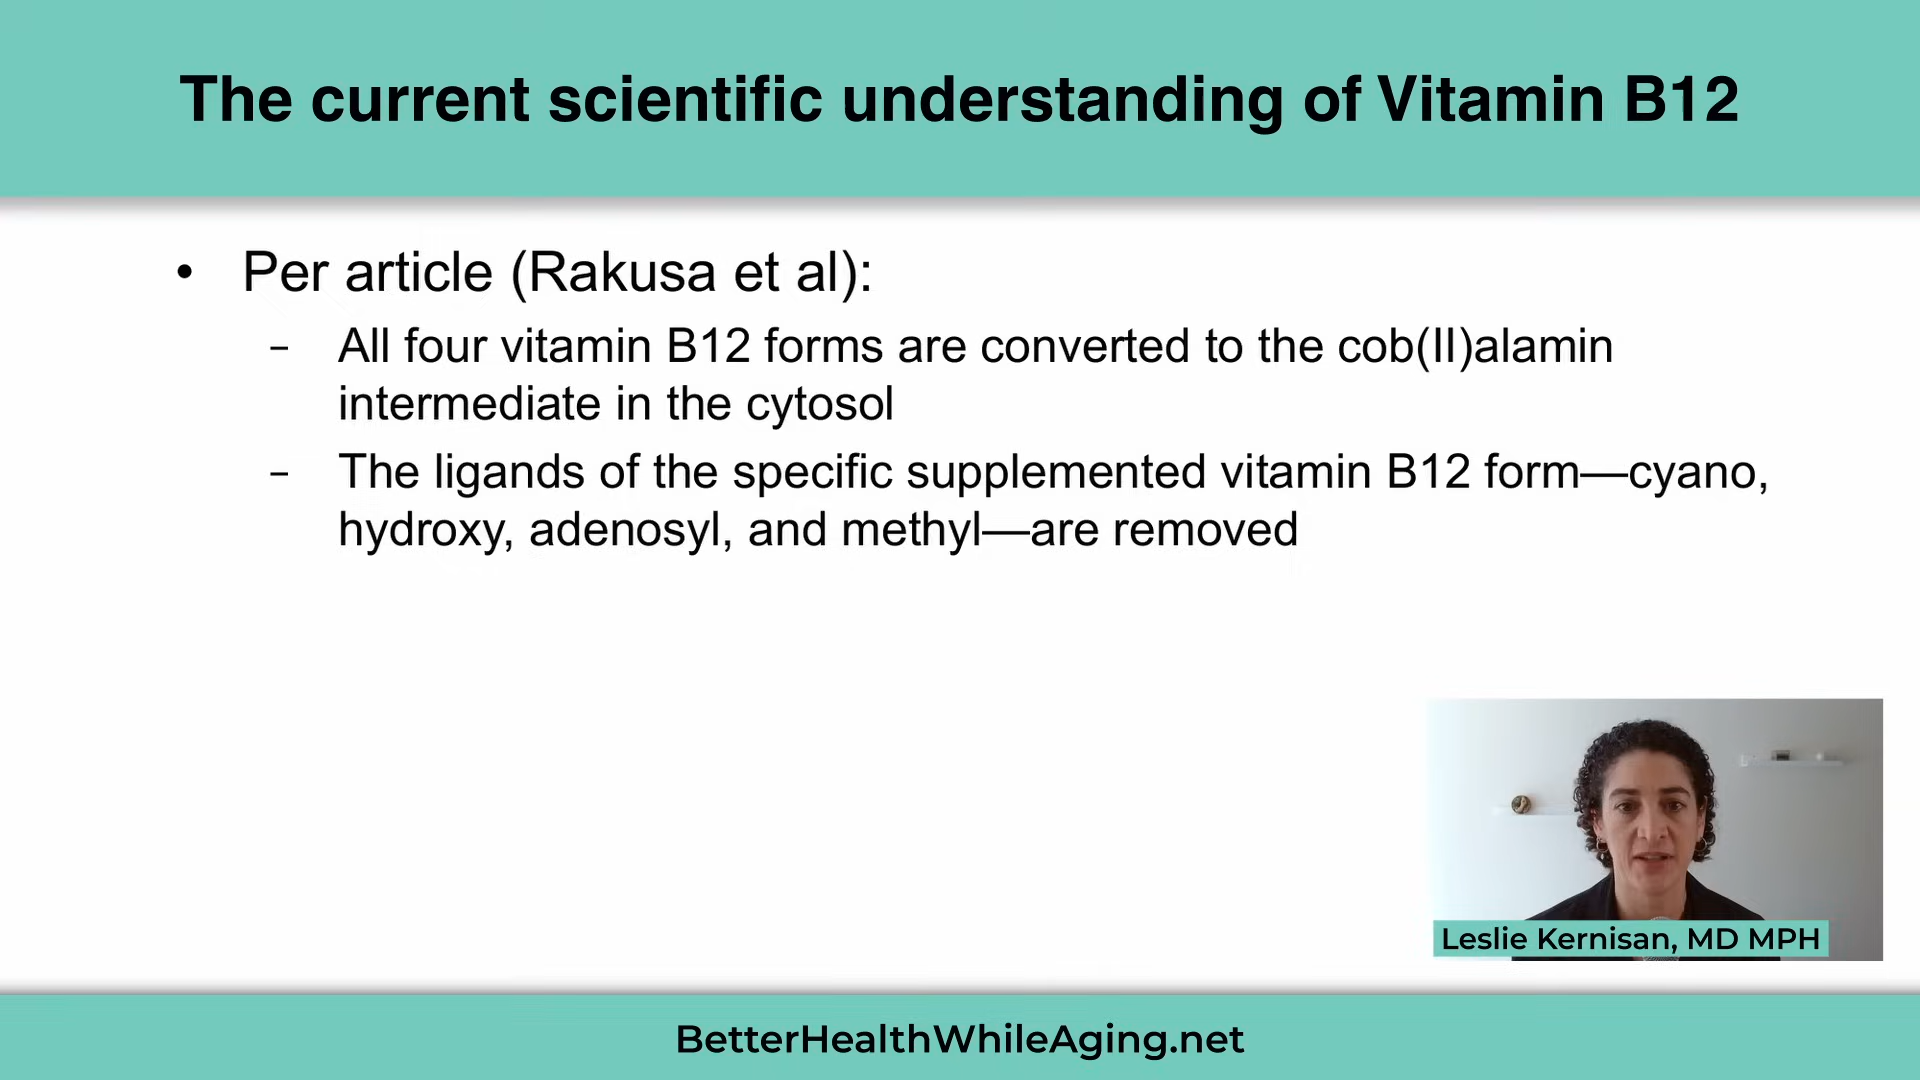 The current scientific understanding of Vitamin B12
• Per article (Rakusa et al):
– All four vitamin B12 forms are converted to the cob(II)alamin
intermediate in the cytosol
– The ligands of the specific supplemented vitamin B12 form—cyano,
hydroxy, adenosyl, and methyl—are removed
Leslie Kernisan, MD MPH
BetterHealthWhileAging.net